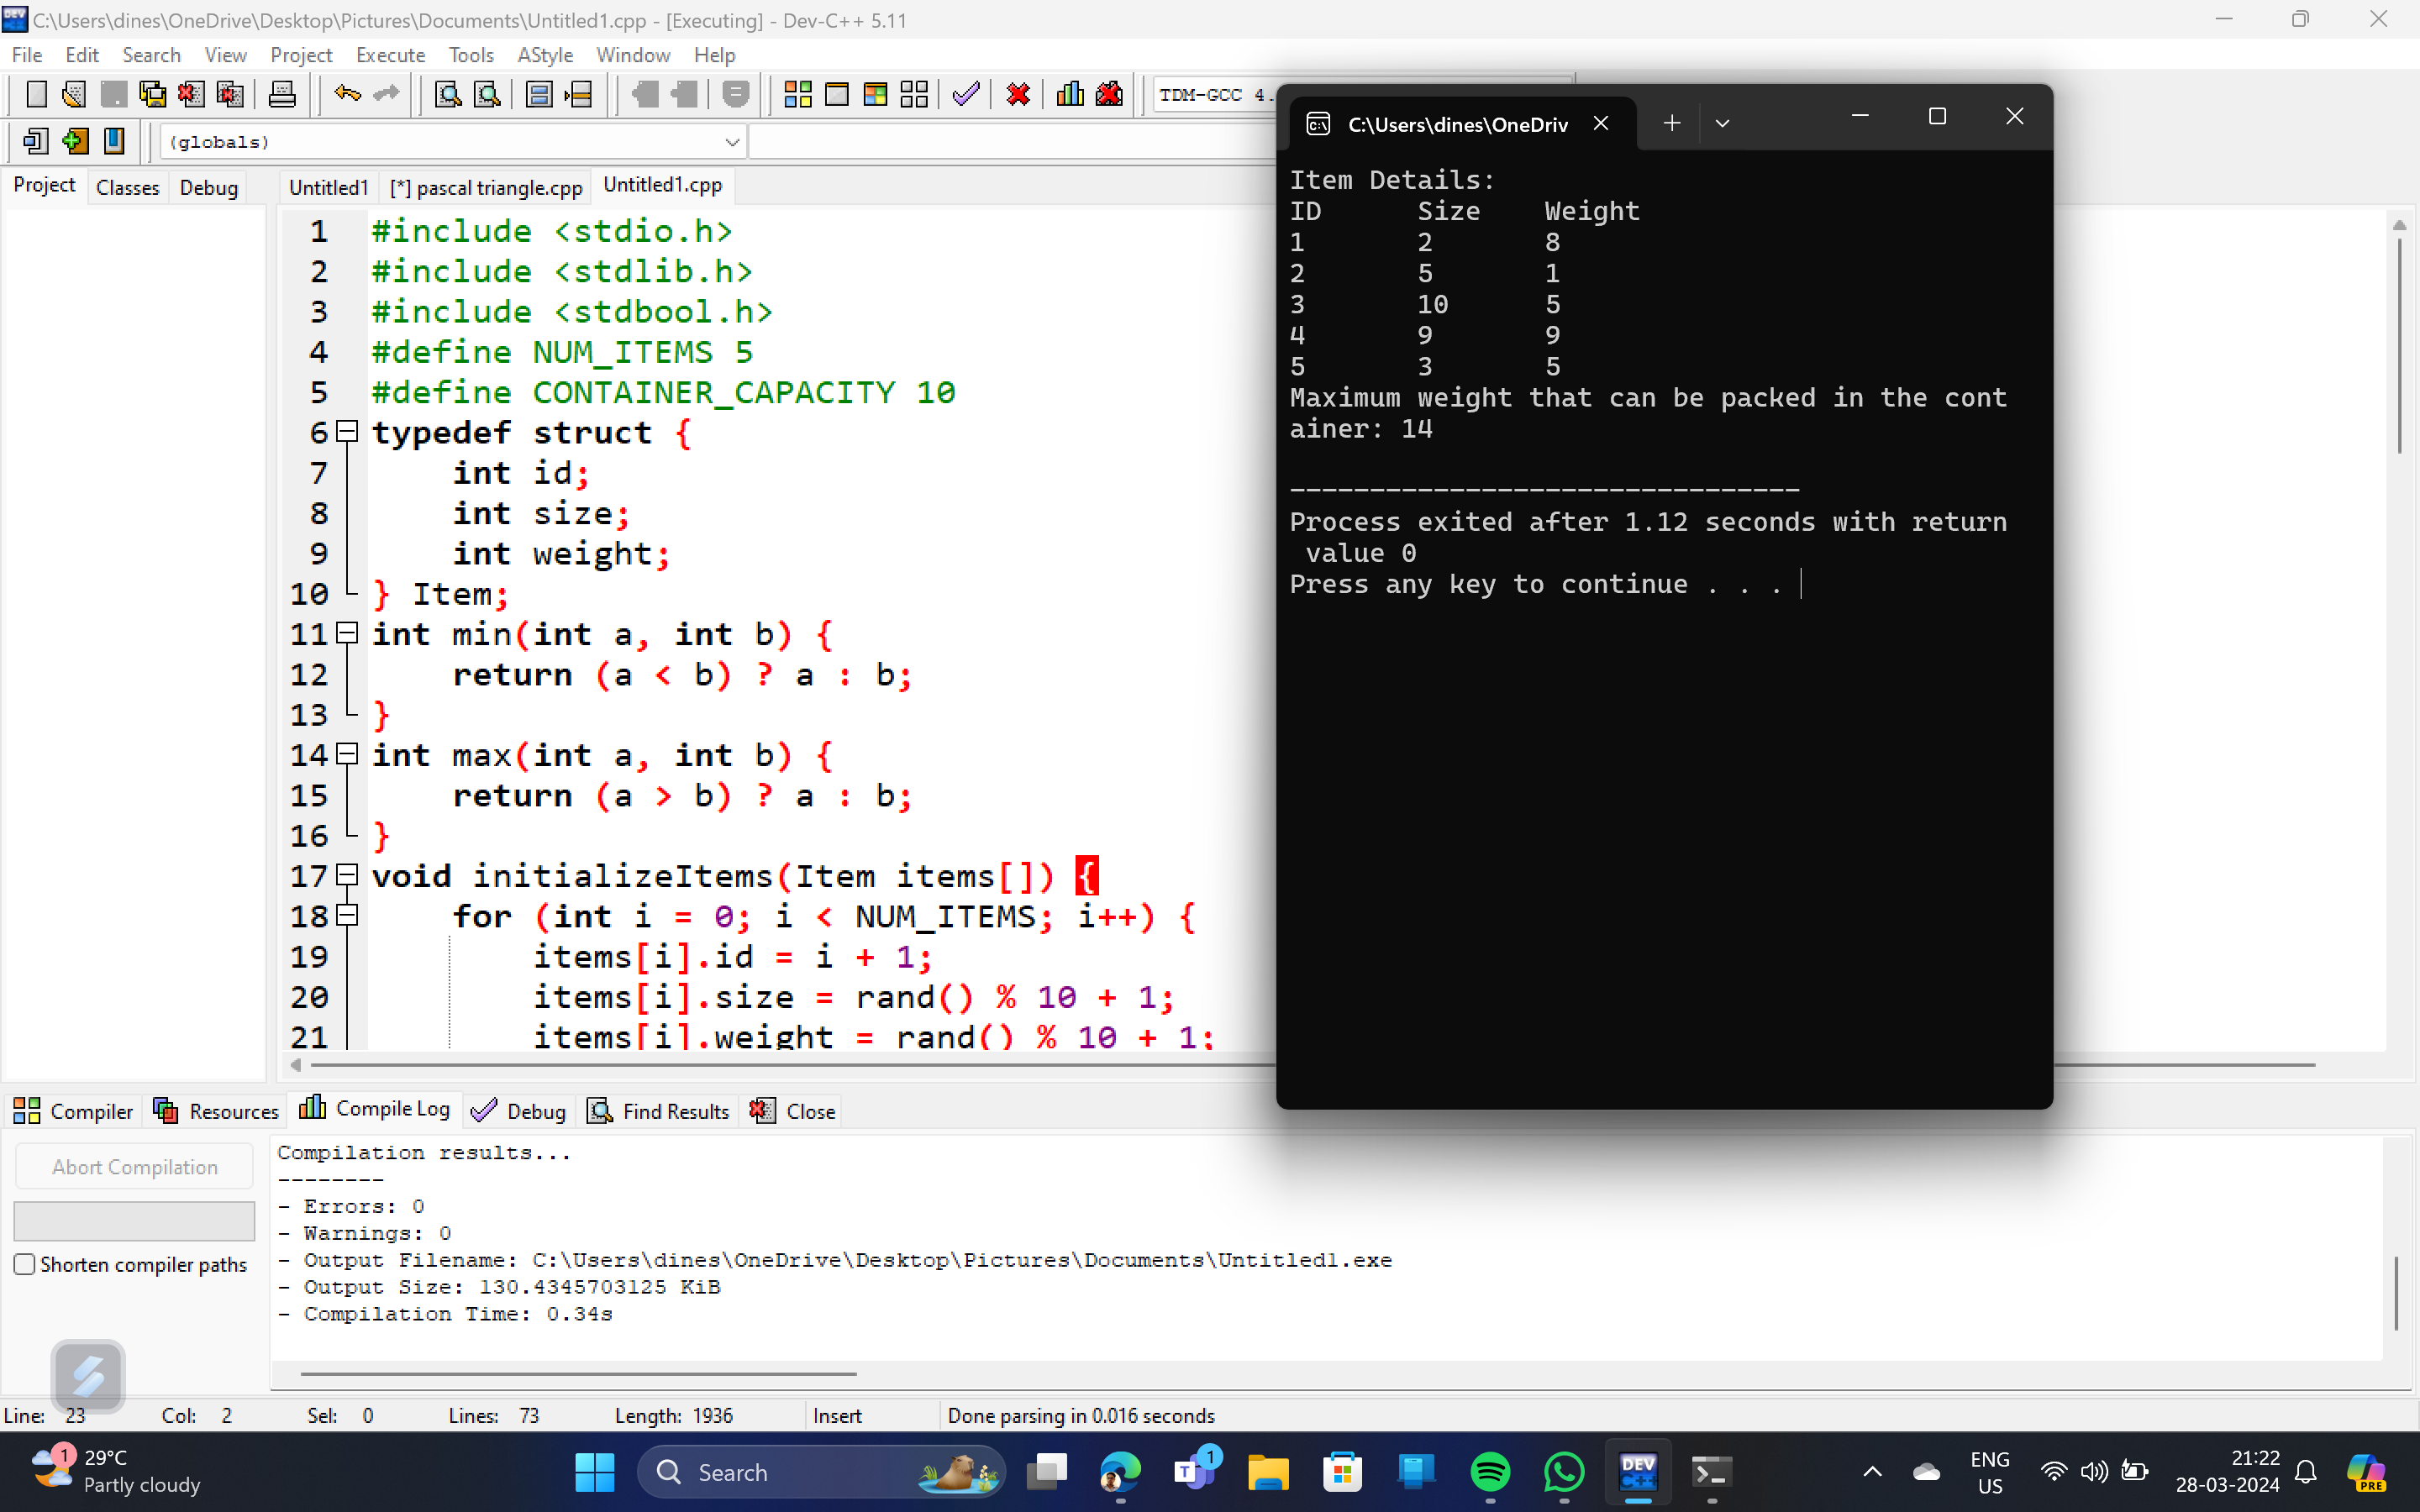 C:\Users\dines\OneDrive\Desktop\Pictures\Documents\Untitled1.cpp - [Executing] - Dev-C++ 5.11
File Edit Search View Project Execute Tools AStyle Window Help
TDM-GCC 4.
(globals)
Project Classes Debug
Untitled1 [*] pascal triangle.cpp Untitled1.cpp
1 #include <stdio.h>
2 #include <stdlib.h>
3 #include <stdbool.h>
4 #define NUM_ITEMS 5
5 #define CONTAINER_CAPACITY 10
6 typedef struct {
7 int id;
8 int size;
9 int weight;
10 } Item;
11 int min(int a, int b) {
12 return (a < b) ? a : b;
13 }
14 int max(int a, int b) {
15 return (a > b) ? a : b;
16 }
17 void initializeItems(Item items[]) {
18 for (int i = 0; i < NUM_ITEMS; i++) {
19 items[i].id = i + 1;
20 items[i].size = rand() % 10 + 1;
21 items[i].weight = rand() % 10 + 1;
C:\Users\dines\OneDriv
Item Details:
ID Size Weight
1 2 8
2 5 1
3 10 5
4 9 9
5 3 5
Maximum weight that can be packed in the cont
ainer: 14
--------------------------------
Process exited after 1.12 seconds with return
value 0
Press any key to continue . . .
Compiler Resources Compile Log Debug Find Results Close
Abort Compilation
Shorten compiler paths
Compilation results...
--------
- Errors: 0
- Warnings: 0
- Output Filename: C:\Users\dines\OneDrive\Desktop\Pictures\Documents\Untitled1.exe
- Output Size: 130.4345703125 KiB
- Compilation Time: 0.34s
Line: 23 Col: 2 Sel: 0 Lines: 73 Length: 1936 Insert Done parsing in 0.016 seconds
1
29°C
Partly cloudy
Search
T
1
DEV
C++
ENG
US
21:22
28-03-2024
PRE